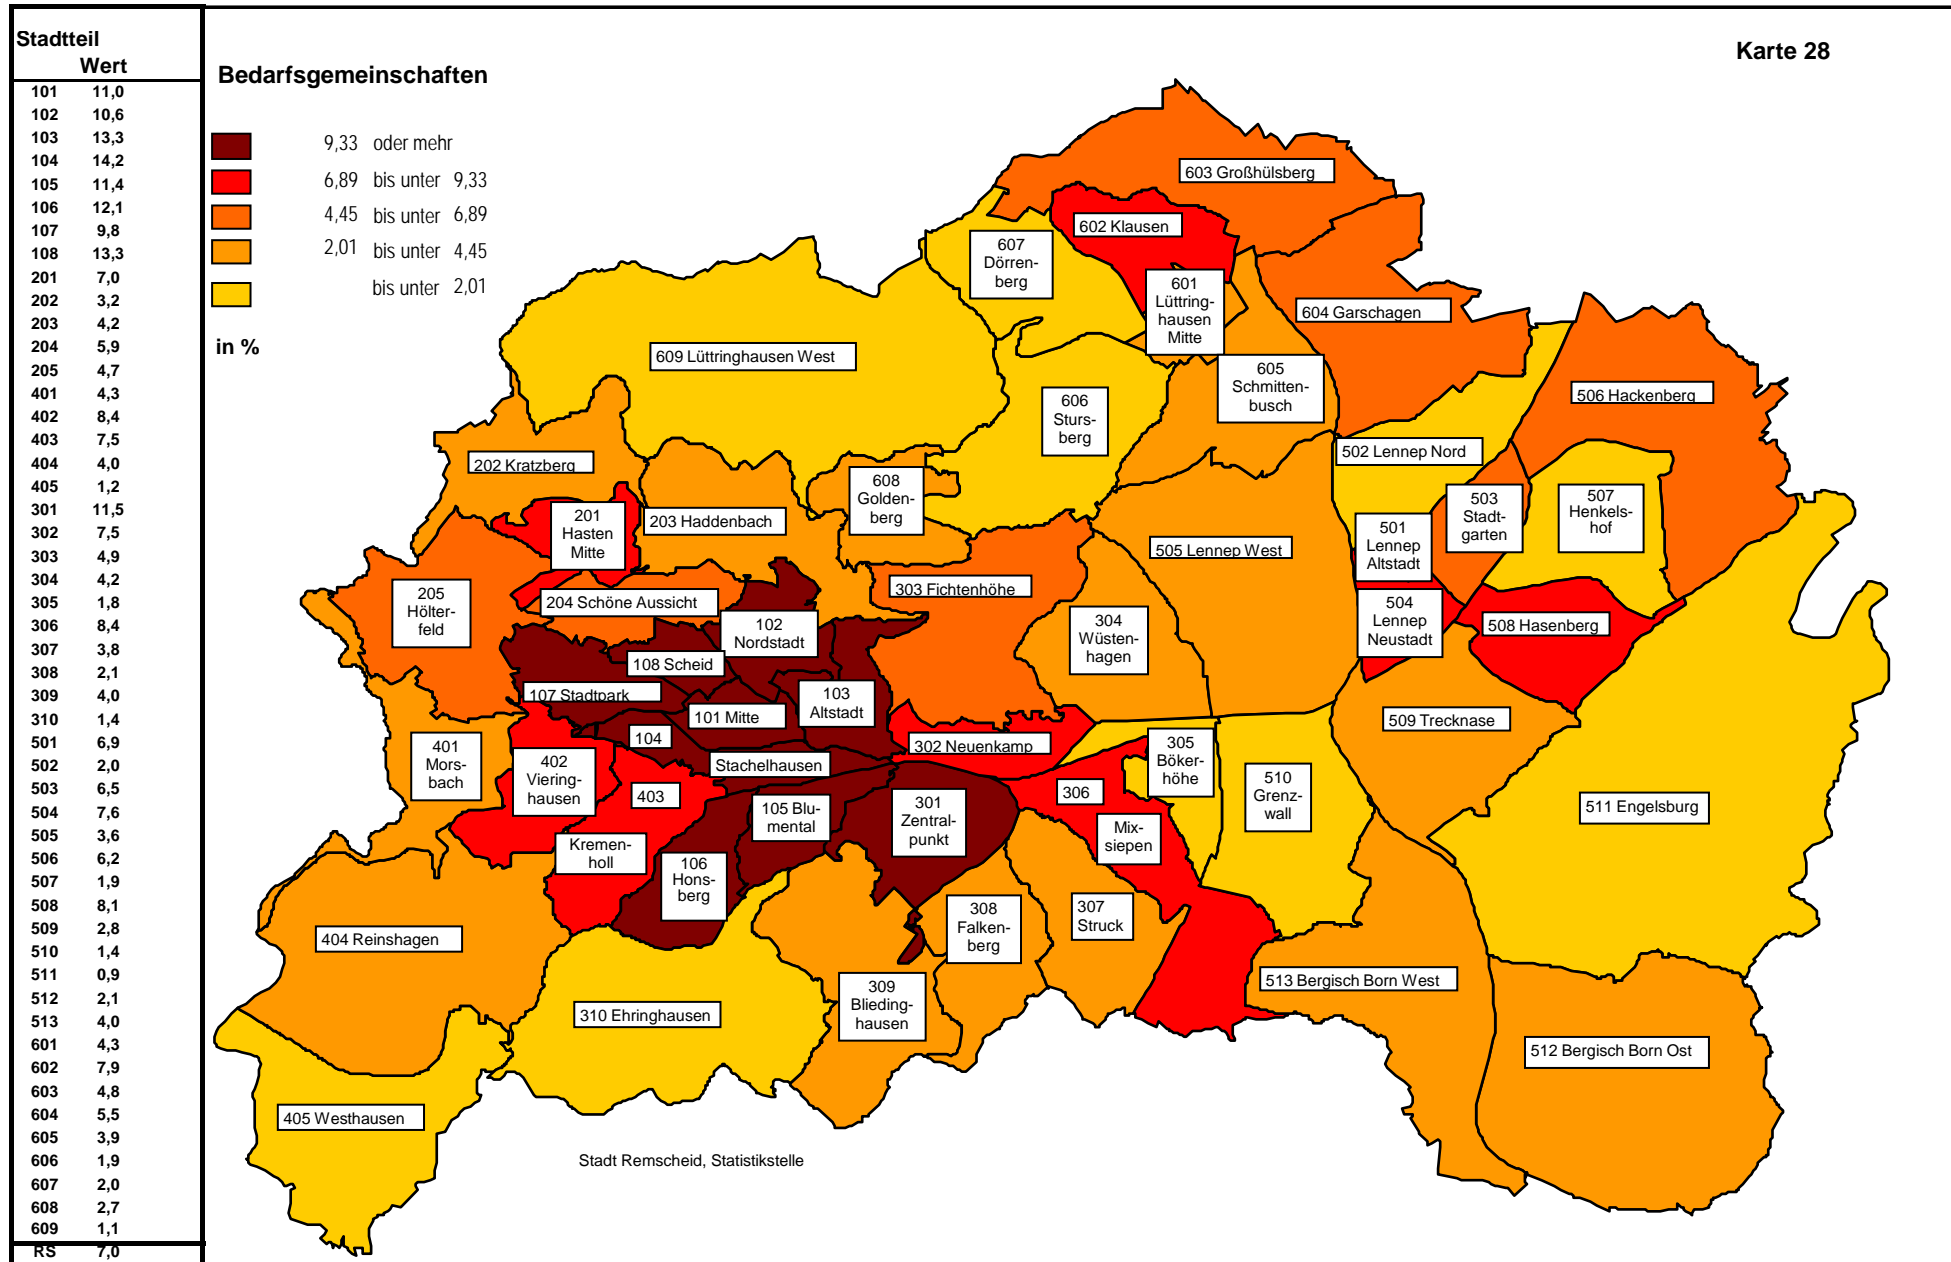 Stadtteil
Wert
101 11,0
102 10,6
103 13,3
104 14,2
105 11,4
106 12,1
107 9,8
108 13,3
201 7,0
202 3,2
203 4,2
204 5,9
205 4,7
401 4,3
402 8,4
403 7,5
404 4,0
405 1,2
301 11,5
302 7,5
303 4,9
304 4,2
305 1,8
306 8,4
307 3,8
308 2,1
309 4,0
310 1,4
501 6,9
502 2,0
503 6,5
504 7,6
505 3,6
506 6,2
507 1,9
508 8,1
509 2,8
510 1,4
511 0,9
512 2,1
513 4,0
601 4,3
602 7,9
603 4,8
604 5,5
605 3,9
606 1,9
607 2,0
608 2,7
609 1,1
RS 7,0
Karte 28
Bedarfsgemeinschaften
9,33 oder mehr
6,89 bis unter 9,33
4,45 bis unter 6,89
2,01 bis unter 4,45
bis unter 2,01
in %
603 Großhülsberg
602 Klausen
607
Dörren-
berg
601
Lüttring-
hausen
Mitte
604 Garschagen
609 Lüttringhausen West
605
Schmitten-
busch
606
Sturs-
berg
506 Hackenberg
502 Lennep Nord
202 Kratzberg
608
Golden-
berg
503
Stadt-
garten
507
Henkels-
hof
201
Hasten
Mitte
203 Haddenbach
501
Lennep
Altstadt
505 Lennep West
205
Hölter-
feld
204 Schöne Aussicht
303 Fichtenhöhe
504
Lennep
Neustadt
508 Hasenberg
102
Nordstadt
304
Wüsten-
hagen
108 Scheid
107 Stadtpark
103
Altstadt
101 Mitte
509 Trecknase
104
Stachelhausen
302 Neuenkamp
305
Böker-
höhe
401
Mors-
bach
402
Viering-
hausen
403
Kremen-
holl
510
Grenz-
wall
306
Mix-
siepen
511 Engelsburg
105 Blu-
mental
301
Zentral-
punkt
106
Hons-
berg
308
Falken-
berg
307
Struck
404 Reinshagen
513 Bergisch Born West
309
Blieding-
hausen
310 Ehringhausen
512 Bergisch Born Ost
405 Westhausen
Stadt Remscheid, Statistikstelle